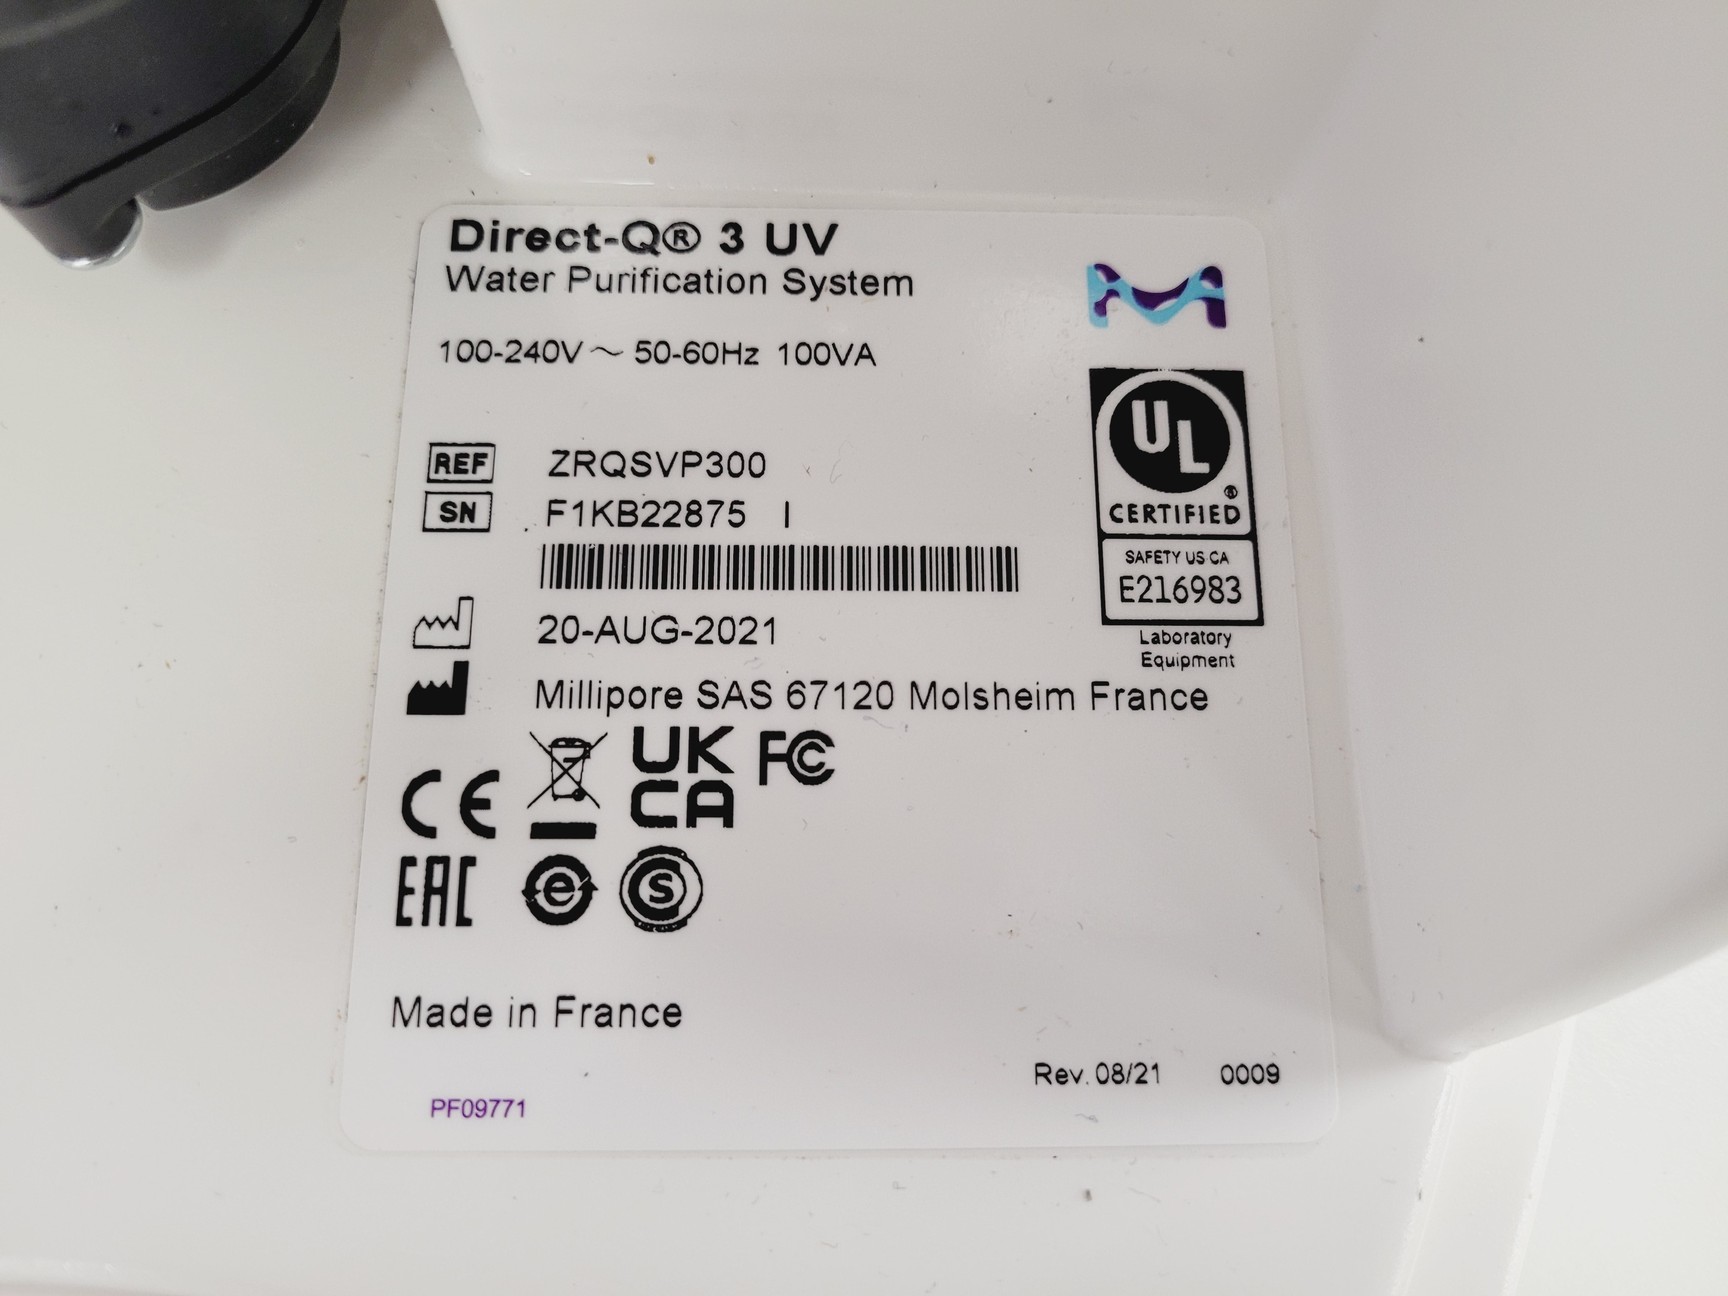 Direct-Q® 3 UV
Water Purification System
100-240V ~ 50-60Hz 100VA
REF ZRQSVP300
SN F1KB22875 I
20-AUG-2021
Millipore SAS 67120 Molsheim France
UL
®
CERTIFIED
SAFETY US CA
E216983
Laboratory
Equipment
CE
UK
CA
FC
EAC
e
S
Made in France
Rev. 08/21 0009
PF09771